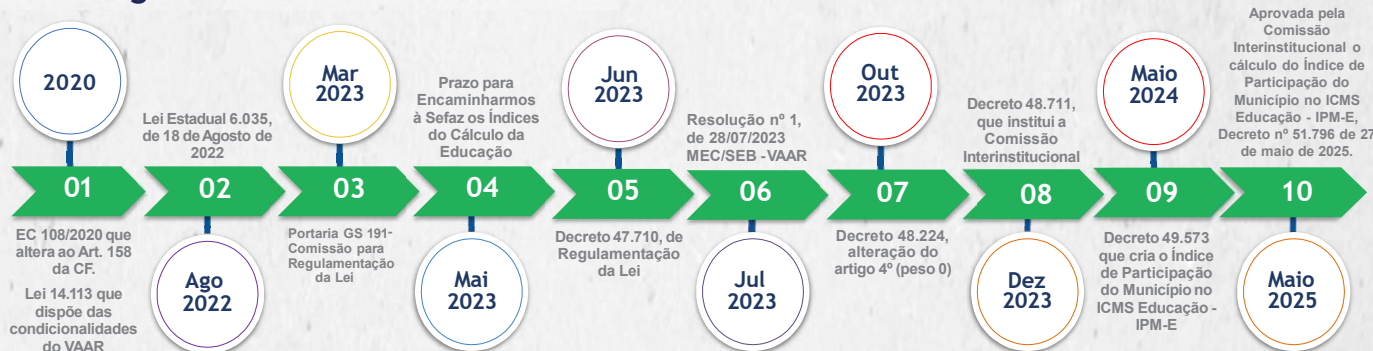 2020
01
EC 108/2020 que
altera ao Art. 158
da CF.
Lei 14.113 que
dispõe das
condicionalidades
do VAAR
Lei Estadual 6.035,
de 18 de Agosto de
2022
02
Ago
2022
Mar
2023
03
Portaria GS 191-
Comissão para
Regulamentação
da Lei
Prazo para
Encaminharmos
à Sefaz os Índices
do Cálculo da
Educação
04
Mai
2023
Jun
2023
05
Decreto 47.710, de
Regulamentação
da Lei
Resolução nº 1,
de 28/07/2023
MEC/SEB -VAAR
06
Jul
2023
Out
2023
07
Decreto 48.224,
alteração do
artigo 4º (peso 0)
Decreto 48.711,
que institui a
Comissão
Interinstitucional
08
Dez
2023
Maio
2024
09
Decreto 49.573
que cria o Índice
de Participação
do Município no
ICMS Educação -
IPM-E
Aprovada pela
Comissão
Interinstitucional o
cálculo do Índice de
Participação do
Município no ICMS
Educação - IPM-E,
Decreto nº 51.796 de 27
de maio de 2025.
10
Maio
2025